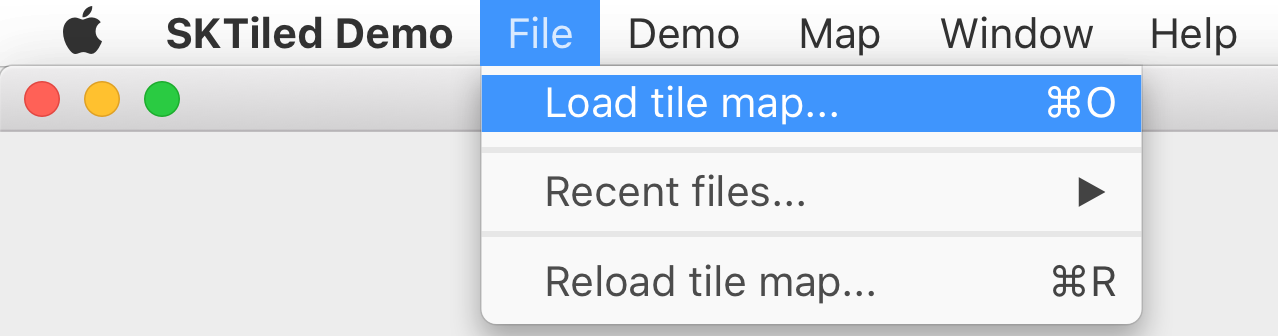 SKTiled Demo File Demo Map Window Help
Load tile map... ⌘O
Recent files... ▶
Reload tile map... ⌘R